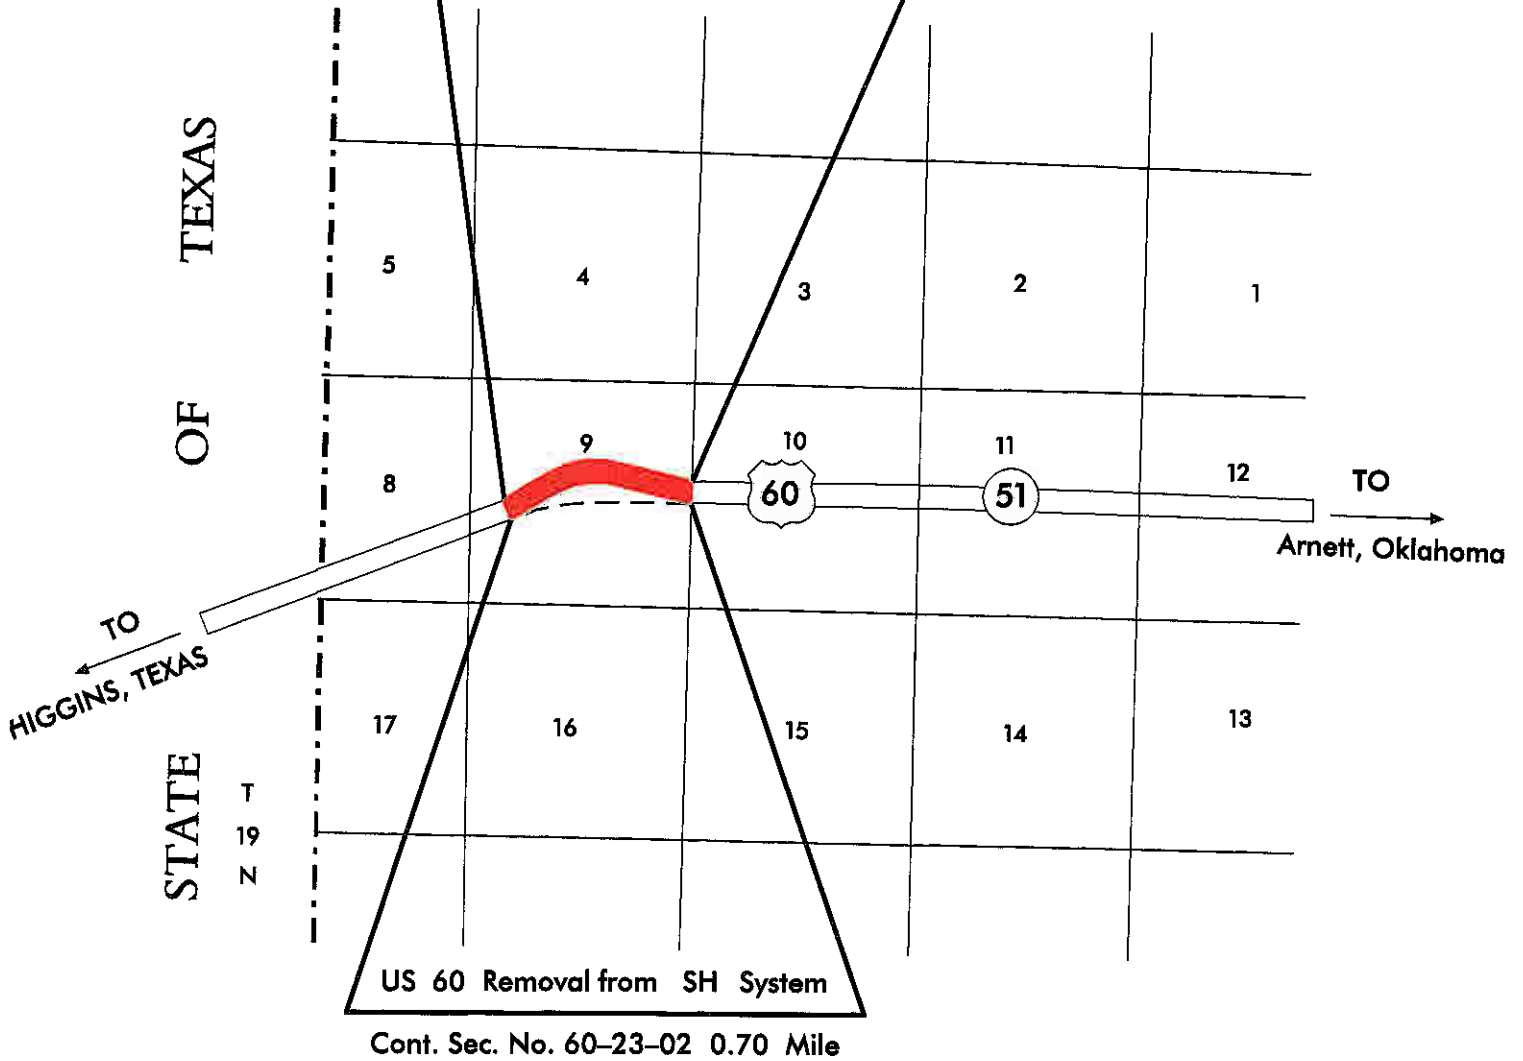 STATE OF TEXAS
5
4
3
2
1
8
9
10
11
12
60
51
TO
Arnett, Oklahoma
TO
HIGGINS, TEXAS
17
16
15
14
13
T
19
N
US 60 Removal from SH System
Cont. Sec. No. 60–23–02 0.70 Mile